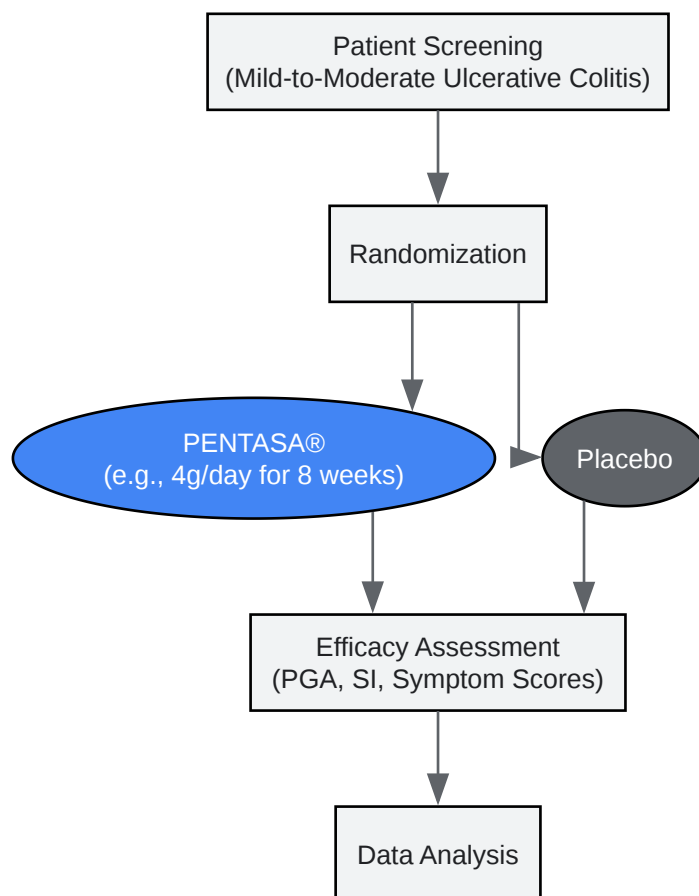 Patient Screening
(Mild-to-Moderate Ulcerative Colitis)
Randomization
PENTASA®
(e.g., 4g/day for 8 weeks)
Placebo
Efficacy Assessment
(PGA, SI, Symptom Scores)
Data Analysis